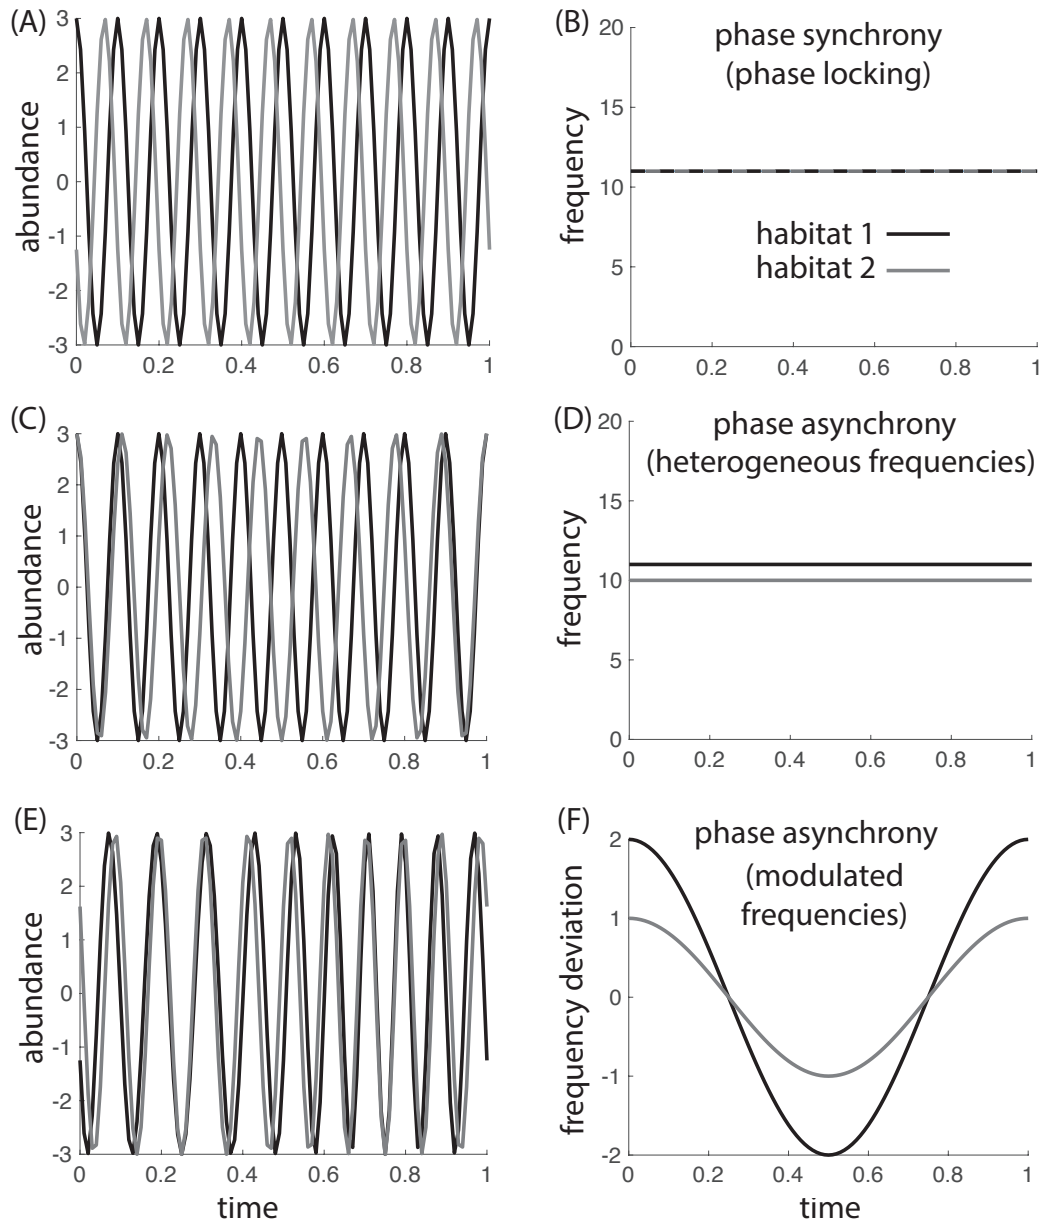 (A)
abundance
3
2
1
0
-1
-2
-3
0 0.2 0.4 0.6 0.8 1
(B)
phase synchrony
(phase locking)
frequency
20
15
10
5
0
habitat 1
habitat 2
0 0.2 0.4 0.6 0.8 1
(C)
abundance
3
2
1
0
-1
-2
-3
0 0.2 0.4 0.6 0.8 1
(D)
phase asynchrony
(heterogeneous frequencies)
frequency
20
15
10
5
0
0 0.2 0.4 0.6 0.8 1
(E)
abundance
3
2
1
0
-1
-2
-3
0 0.2 0.4 0.6 0.8 1
time
(F)
phase asynchrony
(modulated
frequencies)
frequency deviation
2
1
0
-1
-2
0 0.2 0.4 0.6 0.8 1
time